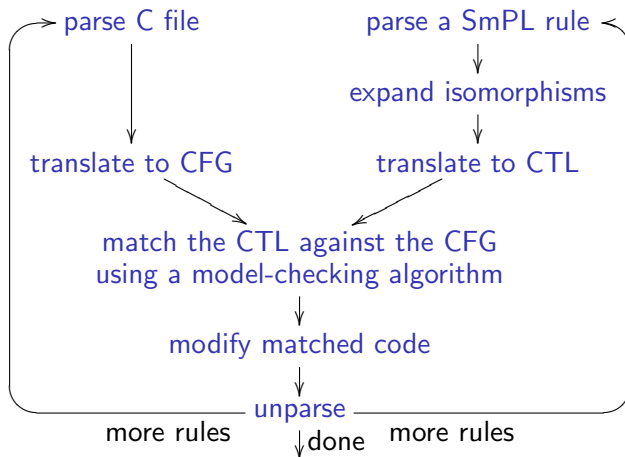 parse C file
parse a SmPL rule
expand isomorphisms
translate to CFG
translate to CTL
match the CTL against the CFG
using a model-checking algorithm
modify matched code
unparse
more rules
done
more rules